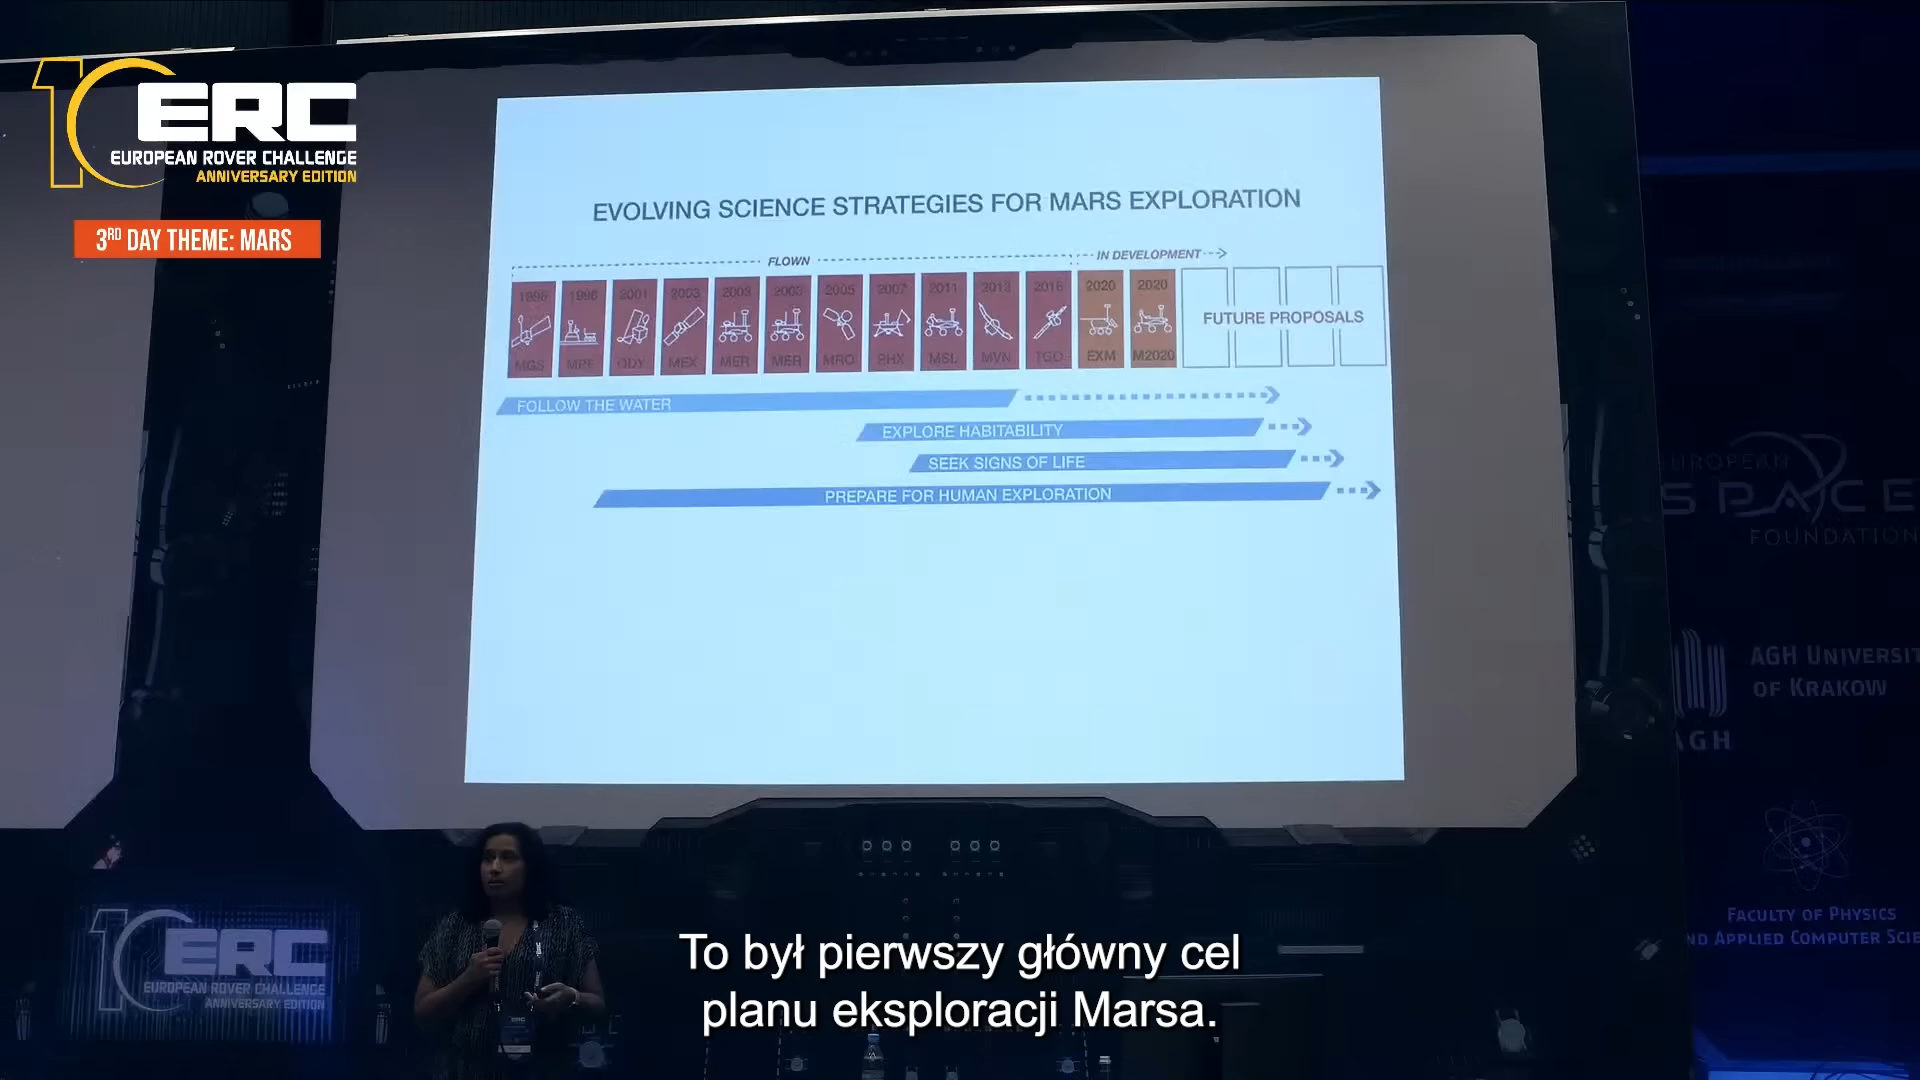 10 ERC
EUROPEAN ROVER CHALLENGE
ANNIVERSARY EDITION
3RD DAY THEME: MARS
EVOLVING SCIENCE STRATEGIES FOR MARS EXPLORATION
FLOWN
IN DEVELOPMENT
1996 1996 2001 2003 2003 2003 2005 2007 2011 2013 2016 2020 2020
FUTURE PROPOSALS
MGS MPF ODY MEX MER MER MRO PHX MSL MVN TGO EXM M2020
FOLLOW THE WATER
EXPLORE HABITABILITY
SEEK SIGNS OF LIFE
PREPARE FOR HUMAN EXPLORATION
EUROPEAN
SPACE
FOUNDATION
AGH UNIVERSIT
OF KRAKOW
AGH
FACULTY OF PHYSICS
ND APPLIED COMPUTER SCIE
10 ERC
EUROPEAN ROVER CHALLENGE
ANNIVERSARY EDITION
ERC
To był pierwszy główny cel
planu eksploracji Marsa.